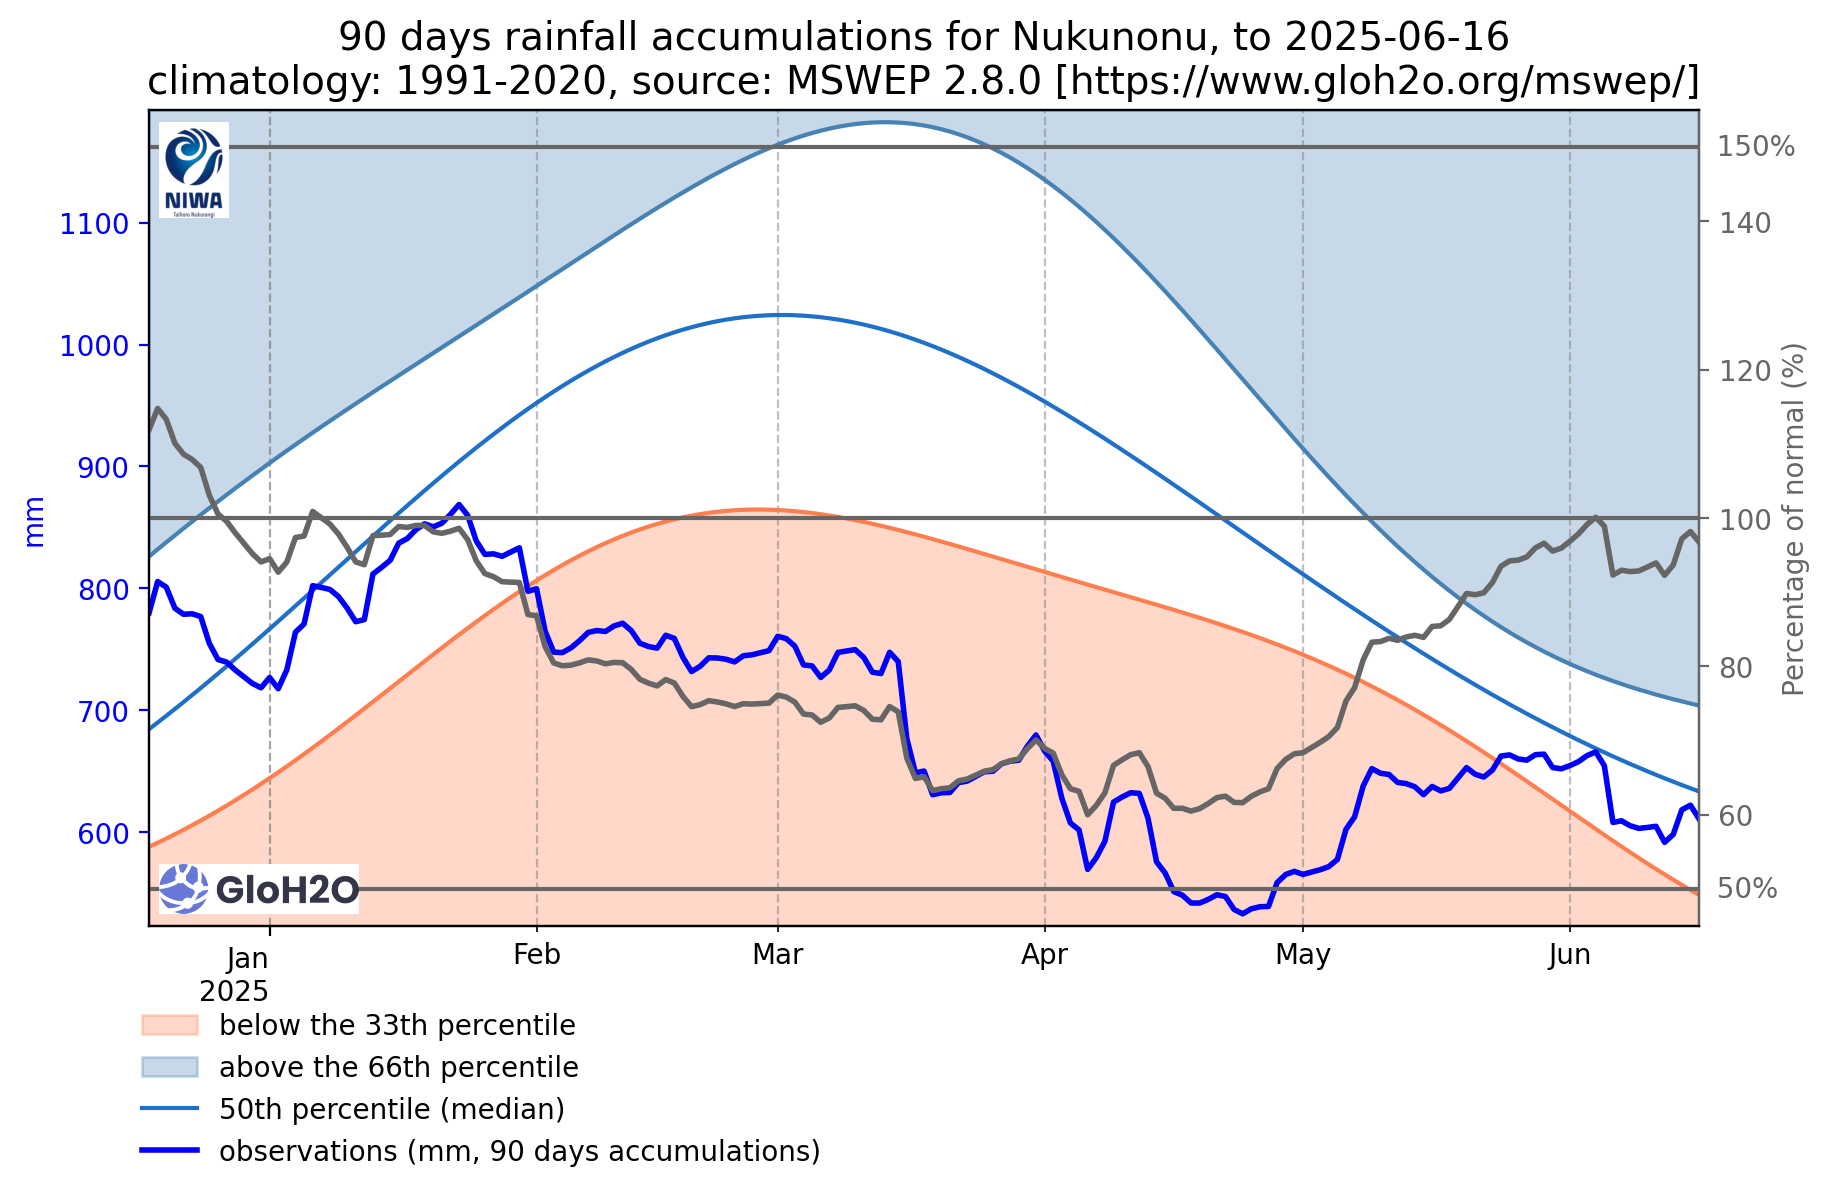 90 days rainfall accumulations for Nukunonu, to 2025-06-16
climatology: 1991-2020, source: MSWEP 2.8.0 [https://www.gloh2o.org/mswep/]
NIWA
Taihoro Nukurangi
1100
1000
900
800
700
600
mm
150%
140
120
100
80
60
50%
Percentage of normal (%)
GloH2O
Jan
2025
Feb
Mar
Apr
May
Jun
below the 33th percentile
above the 66th percentile
50th percentile (median)
observations (mm, 90 days accumulations)